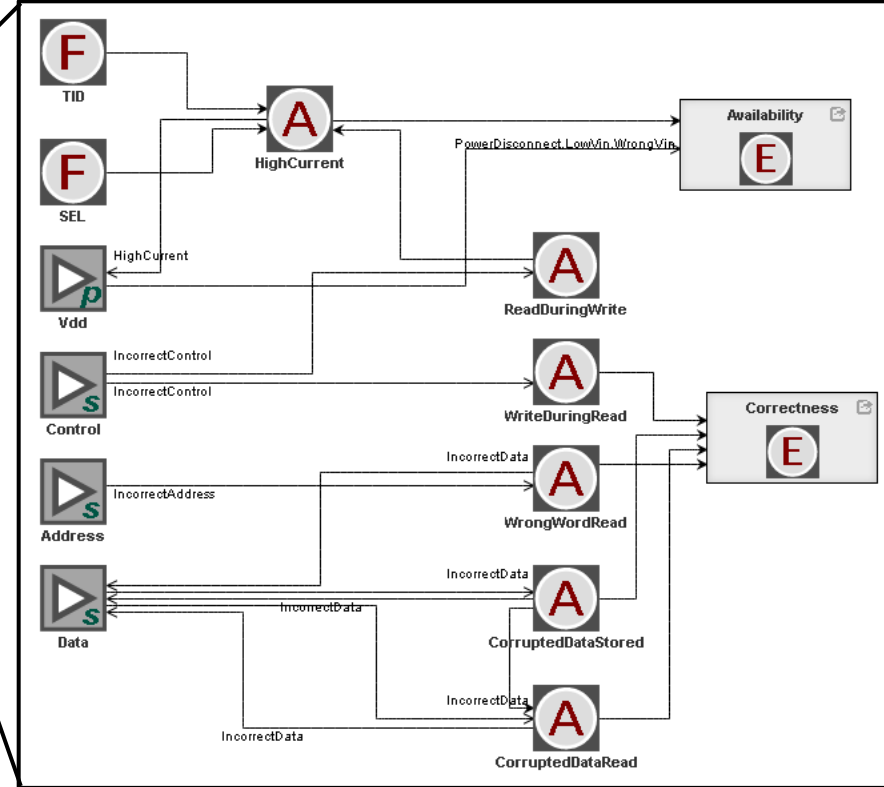 F
TID
A
HighCurrent
Availability
E
PowerDisconnect.LowVin.WrongVin
F
SEL
HighCurrent
p
Vdd
A
ReadDuringWrite
IncorrectControl
IncorrectControl
s
Control
A
WriteDuringRead
Correctness
E
IncorrectAddress
s
Address
IncorrectData
A
WrongWordRead
s
Data
IncorrectData
IncorrectData
A
CorruptedDataStored
IncorrectData
IncorrectData
A
CorruptedDataRead